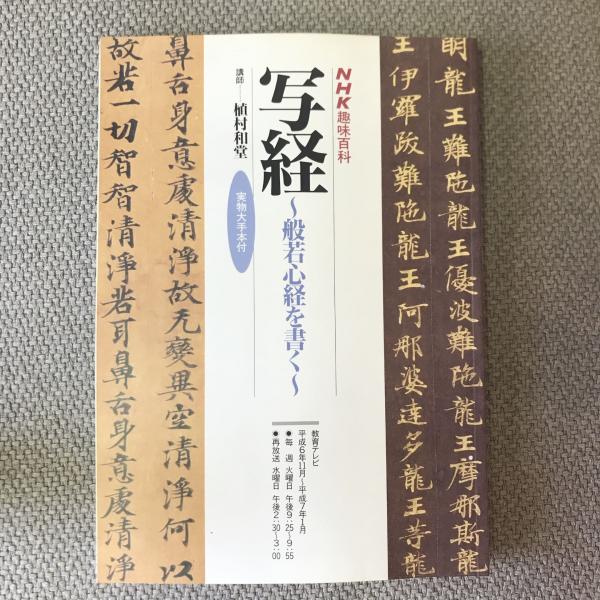 明龍王難陁龍王優波難陁龍王摩那斯龍
王伊羅跋難陁龍王阿那婆達多龍王等龍
NHK趣味百科
写経
〜般若心経を書く〜
講師……植村和堂
実物大手本付
教育テレビ
平成6年11月〜平成7年1月
●毎 週 火曜日 午後9:25〜9:55
●再放送 水曜日 午後2:30〜3:00
鼻舌身意處清淨故无變異空清淨何以
故若一切智智清淨若耳鼻舌身意處清淨